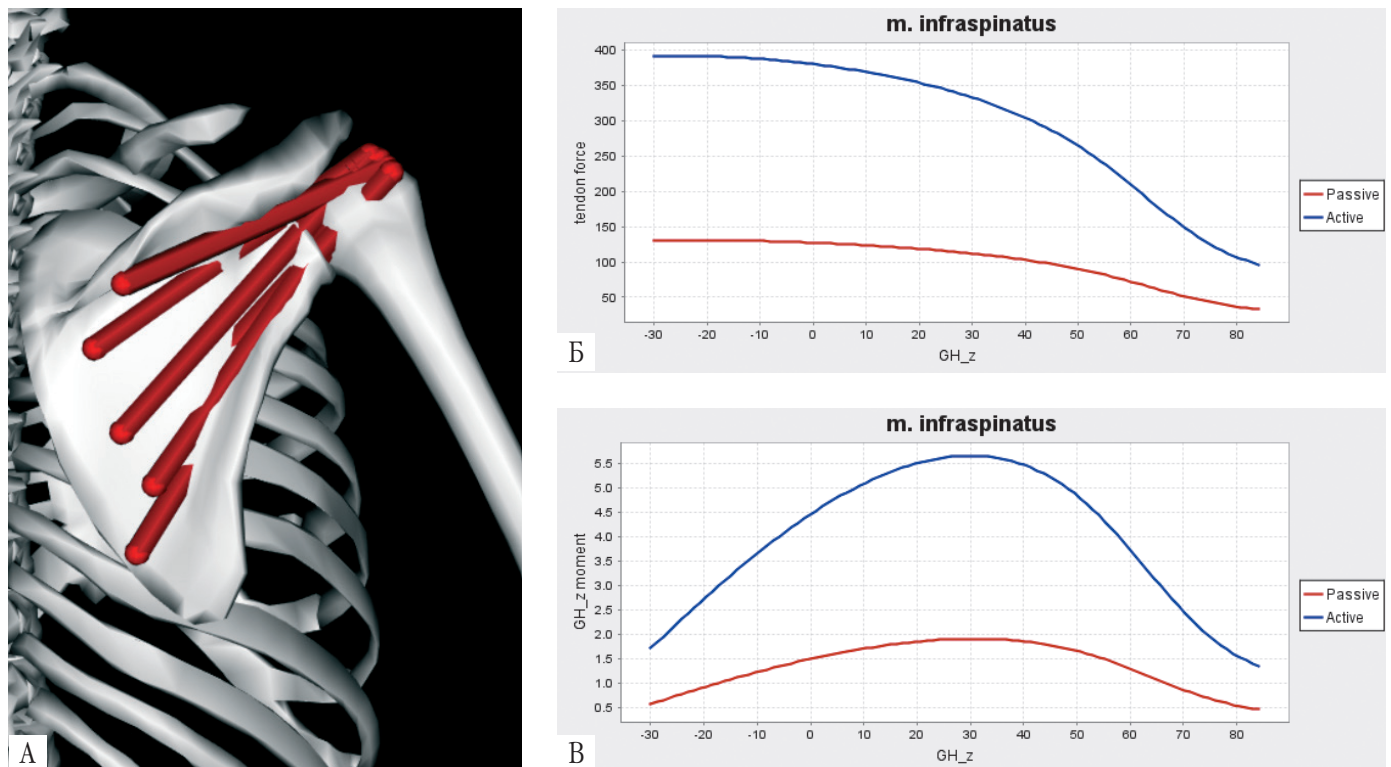 А
m. infraspinatus
tendon force
400
350
300
250
200
150
100
50
-30 -20 -10 0 10 20 30 40 50 60 70 80
GH_z
Passive
Active
Б
m. infraspinatus
GH_z moment
5.5
5.0
4.5
4.0
3.5
3.0
2.5
2.0
1.5
1.0
0.5
-30 -20 -10 0 10 20 30 40 50 60 70 80
GH_z
Passive
Active
В